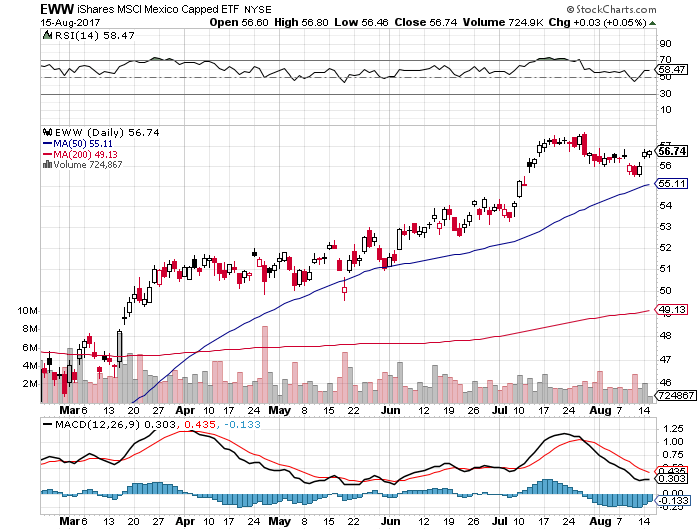 EWW iShares MSCI Mexico Capped ETF NYSE
© StockCharts.com
15-Aug-2017
Open 56.60 High 56.80 Low 56.46 Close 56.74 Volume 724.9K Chg +0.03 (+0.05%)
RSI(14) 58.47
90
70
58.47
50
30
10
EWW (Daily) 56.74
MA(50) 55.11
MA(200) 49.13
Volume 724,867
57
56.74
56
55.11
54
53
52
51
50
49.13
48
47
46
724867
10M
8M
6M
4M
2M
Mar 6 13 20 27 Apr 10 17 24 May 8 15 22 Jun 12 19 26 Jul 10 17 24 Aug 7 14
MACD(12,26,9) 0.303, 0.435, -0.133
1.25
1.00
0.75
0.435
0.303
-0.133
-0.25
Mar 6 13 20 27 Apr 10 17 24 May 8 15 22 Jun 12 19 26 Jul 10 17 24 Aug 7 14